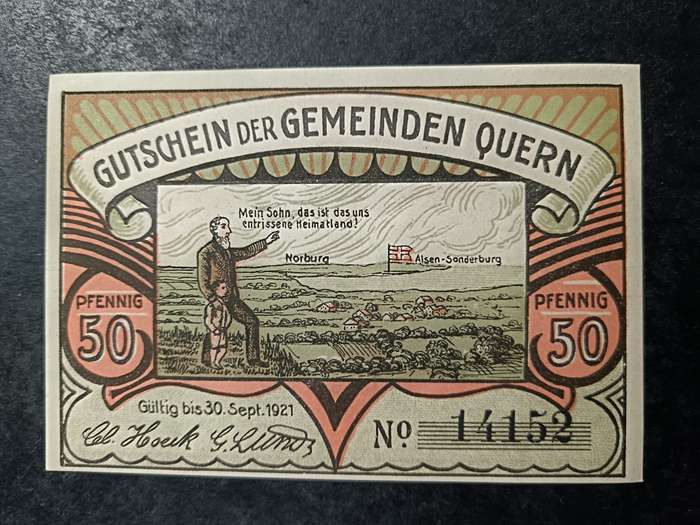 GUTSCHEIN DER GEMEINDEN QUERN
Mein Sohn, das ist das uns
entrissene Heimatland!
Norburg
Alsen-Sonderburg
PFENNIG
50
PFENNIG
50
Gültig bis 30. Sept. 1921
No 14152